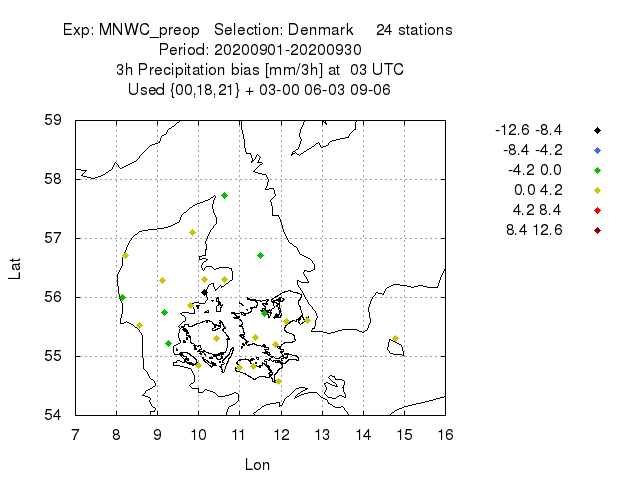 Exp: MNWC_preop   Selection: Denmark     24 stations
Period: 20200901-20200930
3h Precipitation bias [mm/3h] at  03 UTC
Used {00,18,21} + 03-00 06-03 09-06
59
58
57
56
55
54
Lat
7 8 9 10 11 12 13 14 15 16
Lon
-12.6 -8.4
-8.4 -4.2
-4.2 0.0
0.0 4.2
4.2 8.4
8.4 12.6